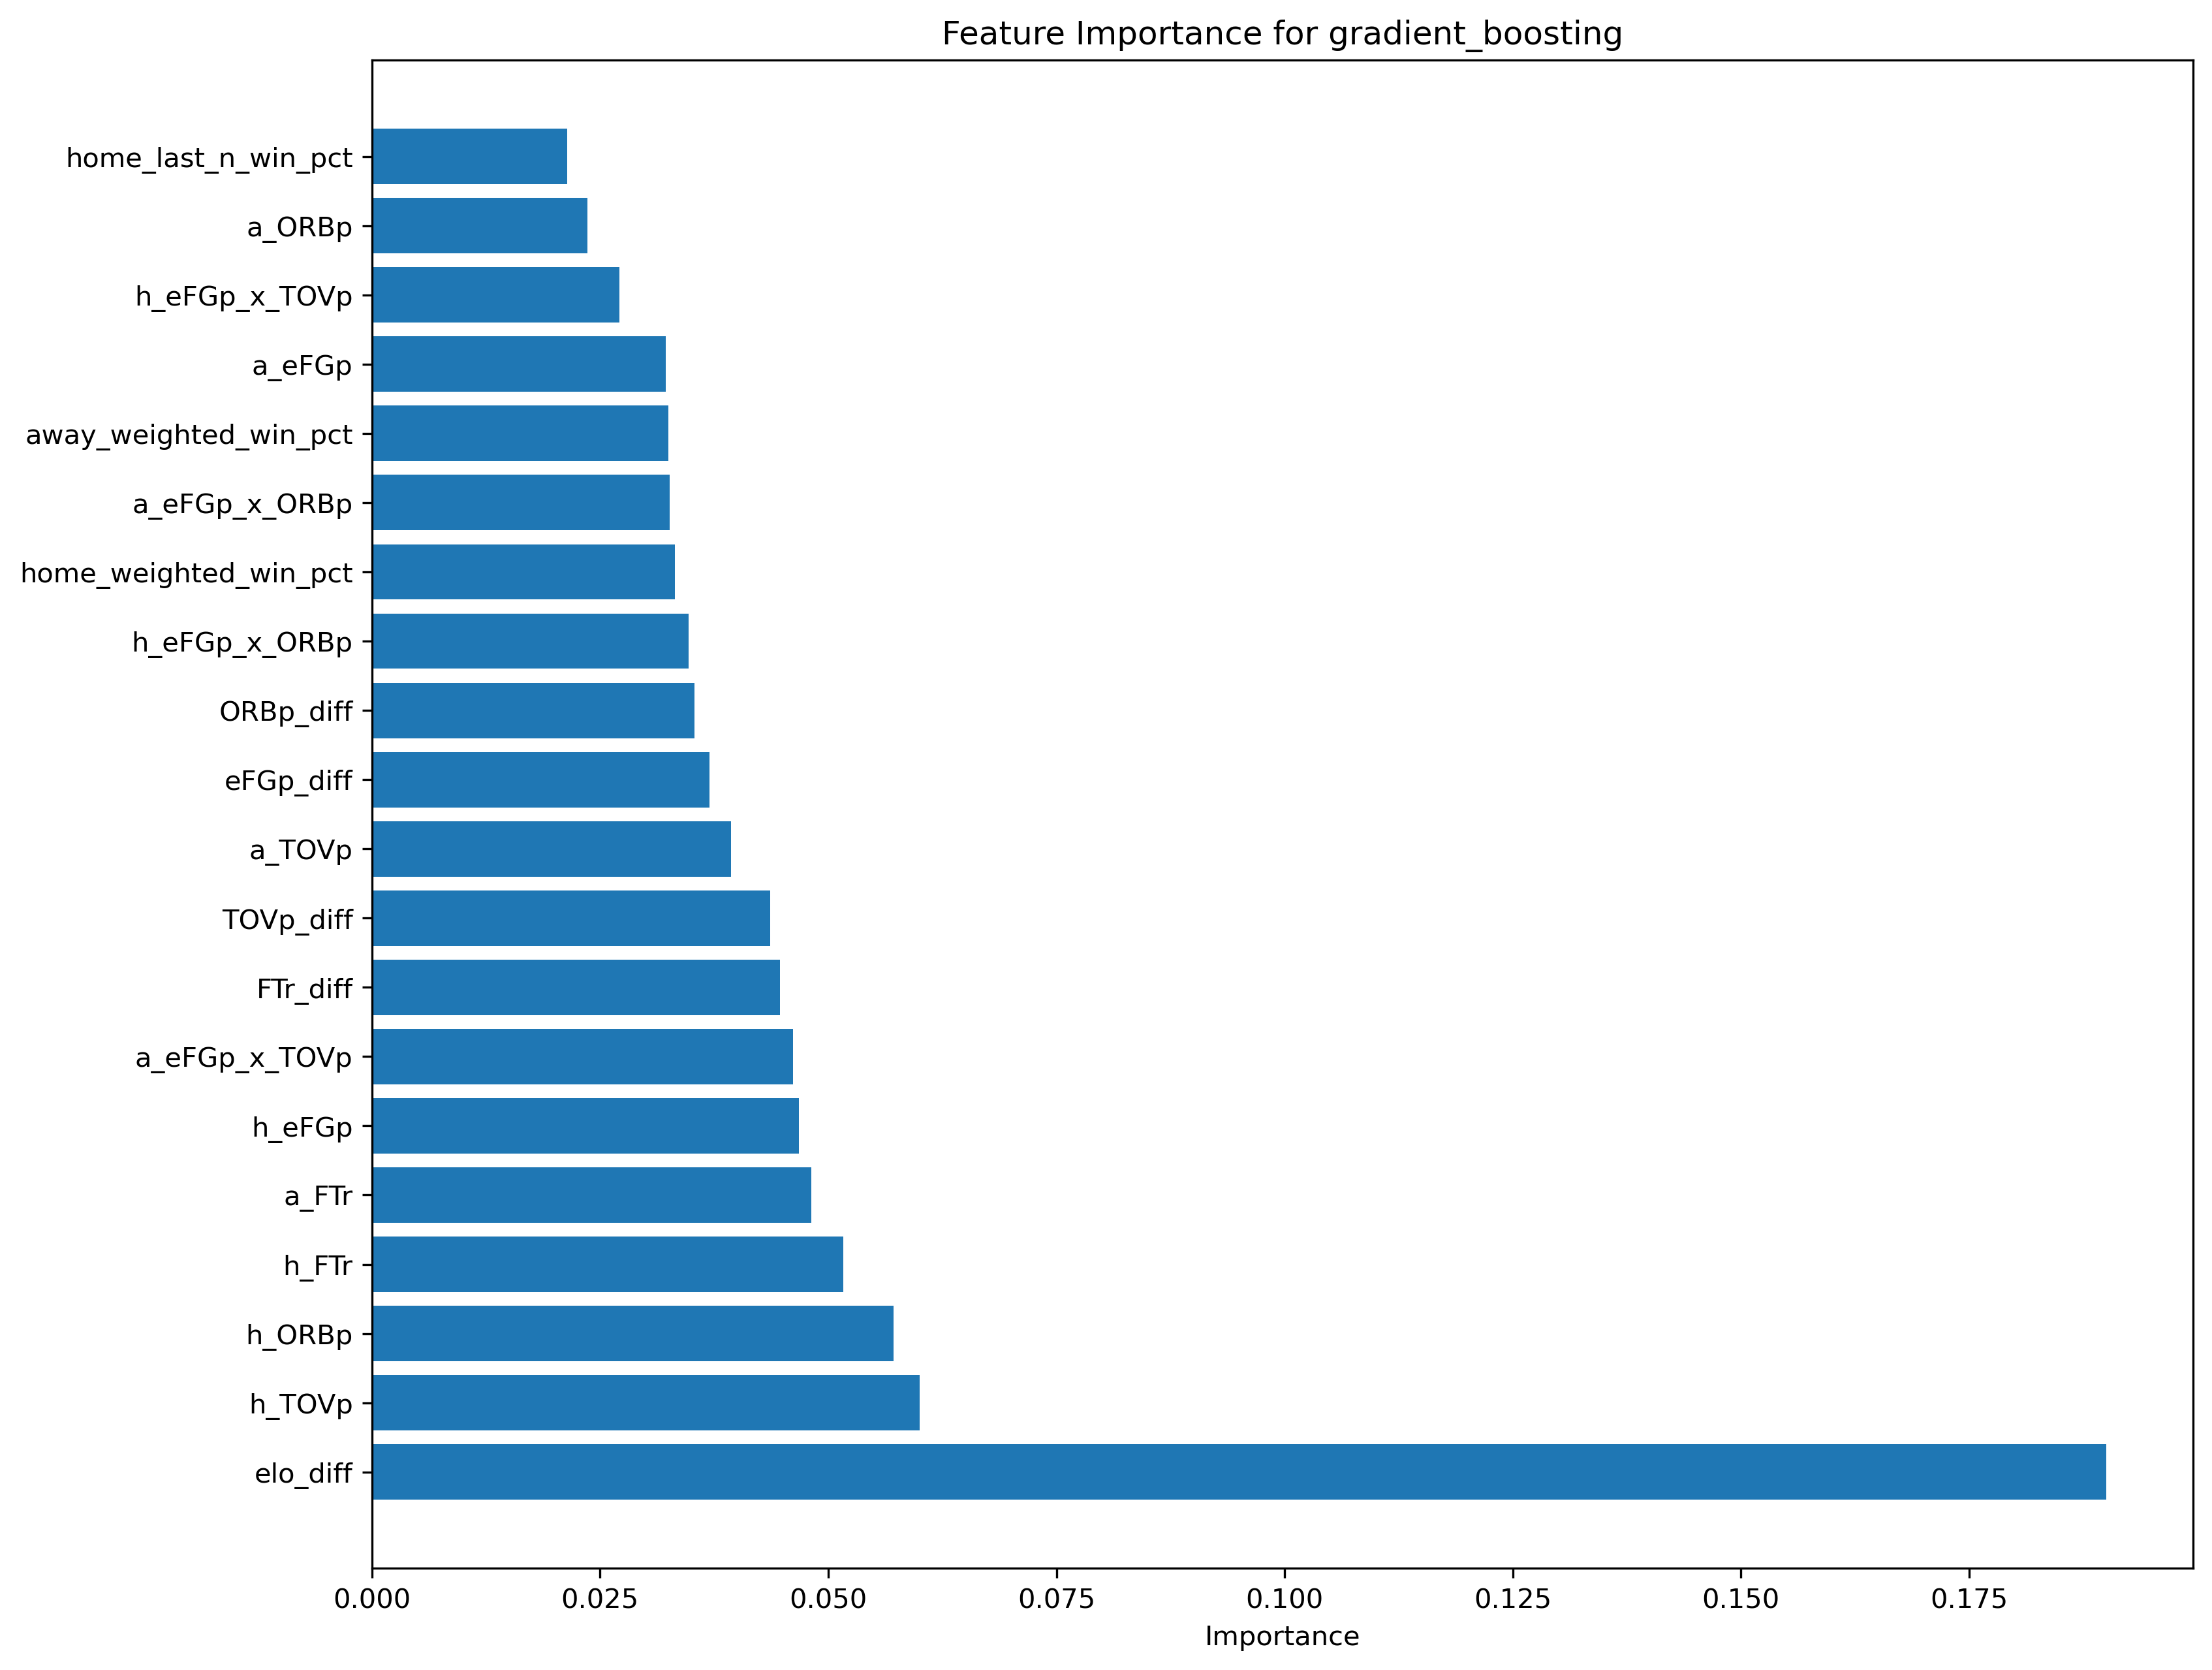 Feature Importance for gradient_boosting
home_last_n_win_pct
a_ORBp
h_eFGp_x_TOVp
a_eFGp
away_weighted_win_pct
a_eFGp_x_ORBp
home_weighted_win_pct
h_eFGp_x_ORBp
ORBp_diff
eFGp_diff
a_TOVp
TOVp_diff
FTr_diff
a_eFGp_x_TOVp
h_eFGp
a_FTr
h_FTr
h_ORBp
h_TOVp
elo_diff
0.000 0.025 0.050 0.075 0.100 0.125 0.150 0.175
Importance